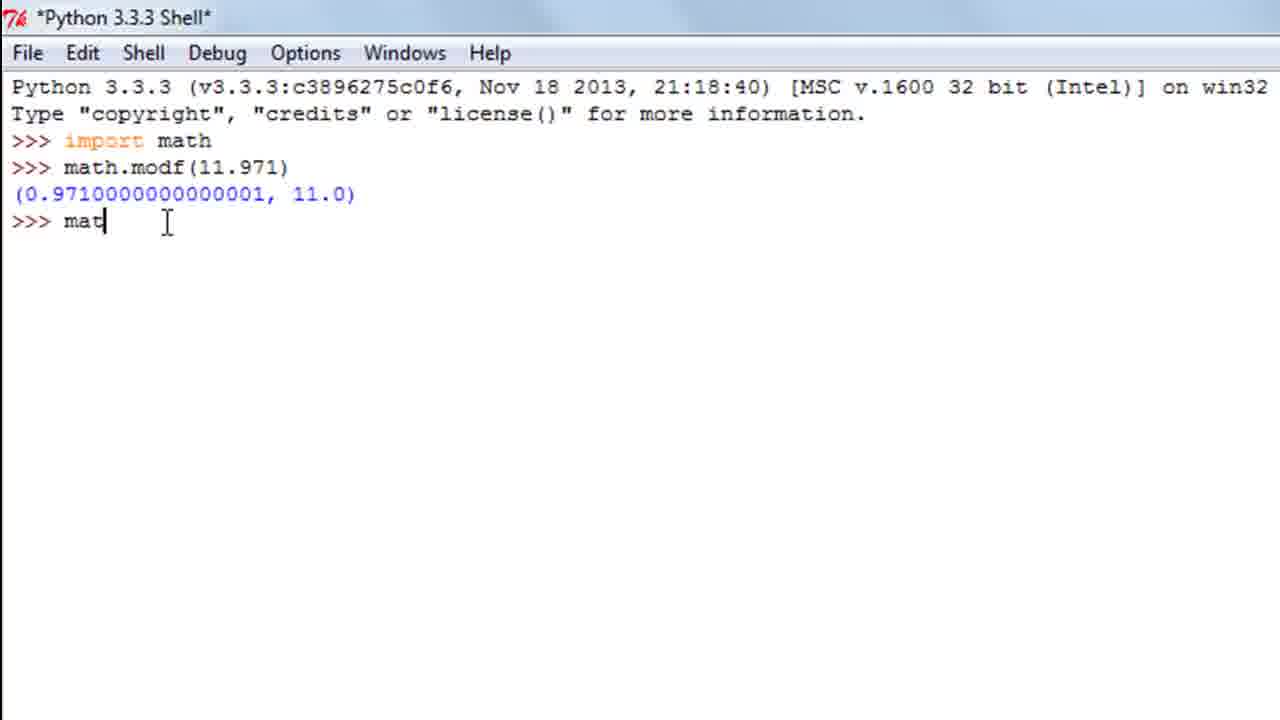 *Python 3.3.3 Shell*
File Edit Shell Debug Options Windows Help
Python 3.3.3 (v3.3.3:c3896275c0f6, Nov 18 2013, 21:18:40) [MSC v.1600 32 bit (Intel)] on win32
Type "copyright", "credits" or "license()" for more information.
>>> import math
>>> math.modf(11.971)
(0.9710000000000001, 11.0)
>>> mat